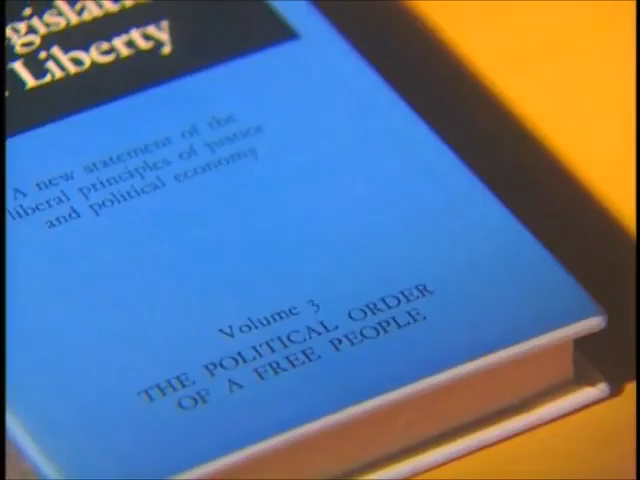 Liberty
A new statement of the
liberal principles of justice
and political economy
Volume 3
THE POLITICAL ORDER
OF A FREE PEOPLE